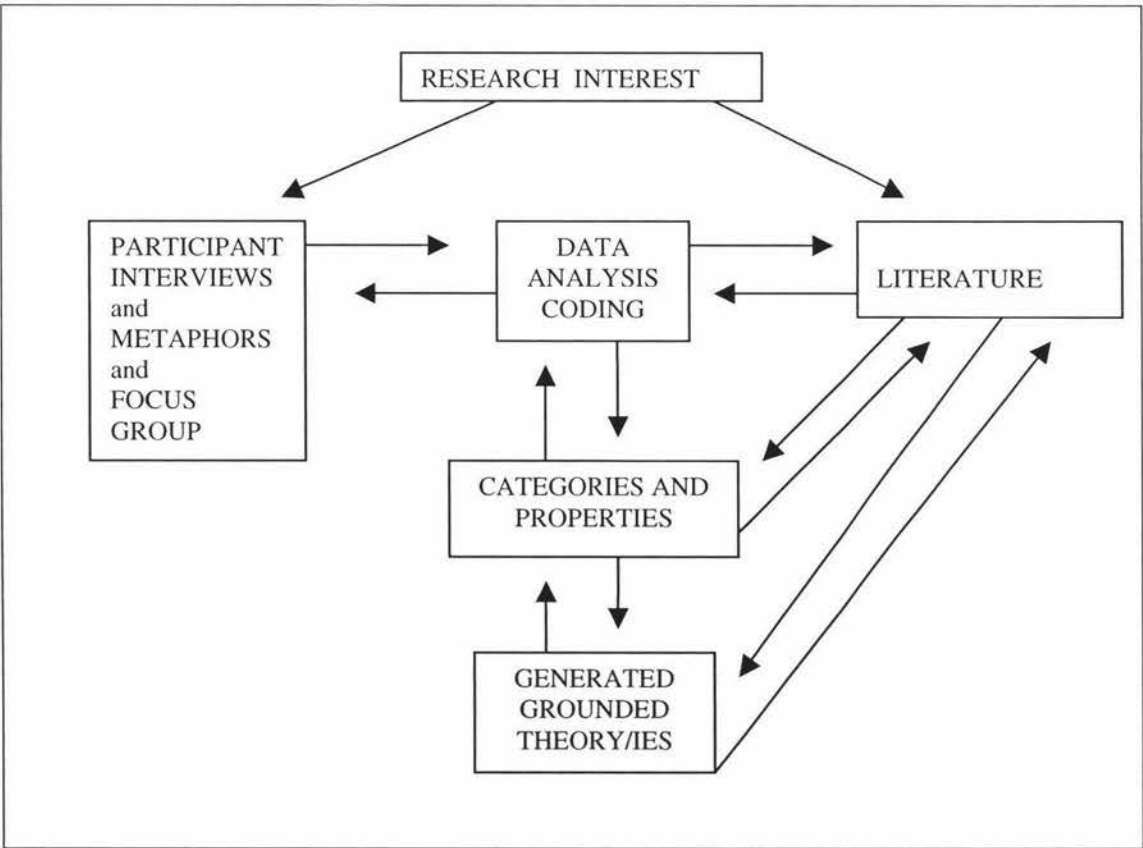 RESEARCH INTEREST
PARTICIPANT
INTERVIEWS
and
METAPHORS
and
FOCUS
GROUP
DATA
ANALYSIS
CODING
LITERATURE
CATEGORIES AND
PROPERTIES
GENERATED
GROUNDED
THEORY/IES